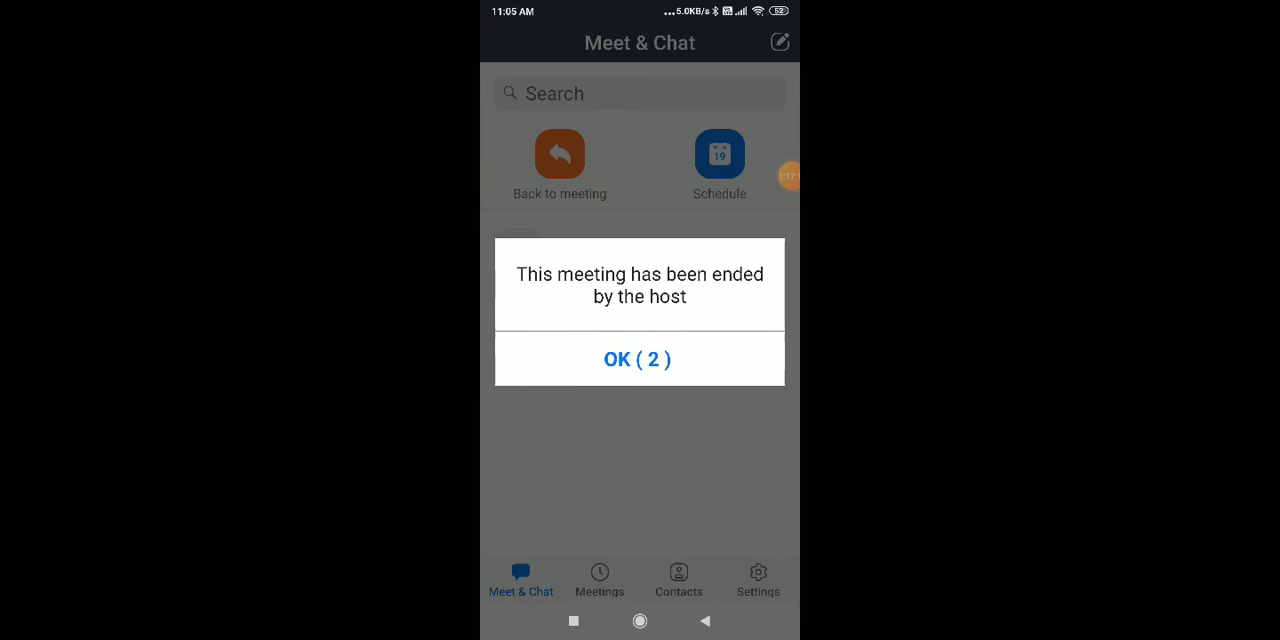 11:05 AM
...5.0KB/s 52
Meet & Chat
Search
19
Back to meeting
Schedule
This meeting has been ended
by the host
OK ( 2 )
Meet & Chat
Meetings
Contacts
Settings